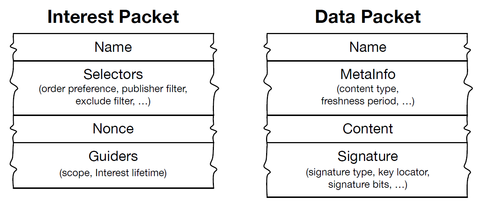 Interest Packet
Name
Selectors
(order preference, publisher filter,
exclude filter, ...)
Nonce
Guiders
(scope, Interest lifetime)
Data Packet
Name
MetaInfo
(content type,
freshness period, ...)
Content
Signature
(signature type, key locator,
signature bits, ...)